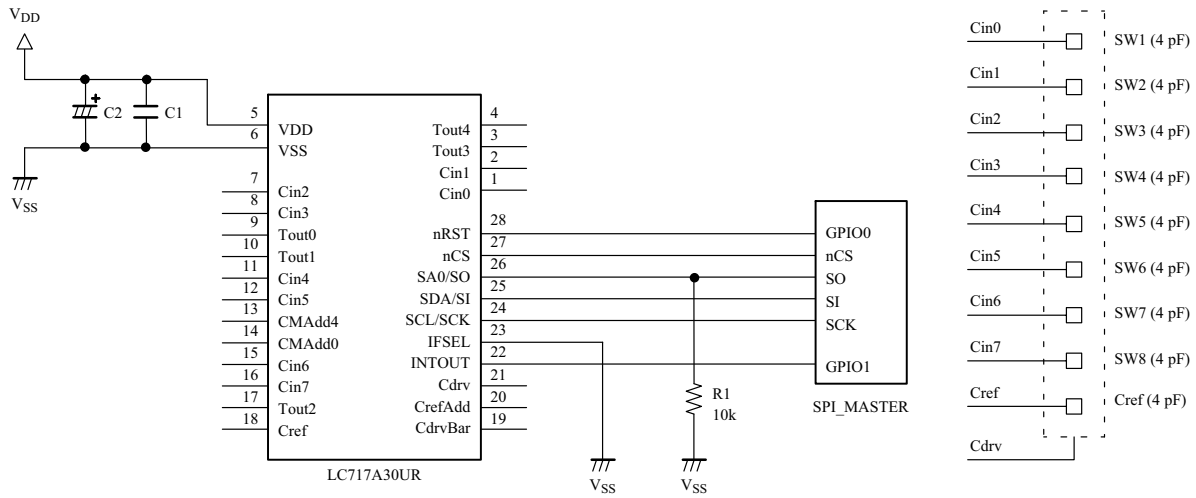 VDD
+
C2
C1
VSS
5
VDD
6
VSS
7
Cin2
8
Cin3
9
Tout0
10
Tout1
11
Cin4
12
Cin5
13
CMAdd4
14
CMAdd0
15
Cin6
16
Cin7
17
Tout2
18
Cref
4
Tout4
3
Tout3
2
Cin1
1
Cin0
28
nRST
27
nCS
26
SA0/SO
25
SDA/SI
24
SCL/SCK
23
IFSEL
22
INTOUT
21
Cdrv
20
CrefAdd
19
CdrvBar
LC717A30UR
VSS
R1
10k
VSS
GPIO0
nCS
SO
SI
SCK
GPIO1
SPI_MASTER
Cin0 SW1 (4 pF)
Cin1 SW2 (4 pF)
Cin2 SW3 (4 pF)
Cin3 SW4 (4 pF)
Cin4 SW5 (4 pF)
Cin5 SW6 (4 pF)
Cin6 SW7 (4 pF)
Cin7 SW8 (4 pF)
Cref Cref (4 pF)
Cdrv